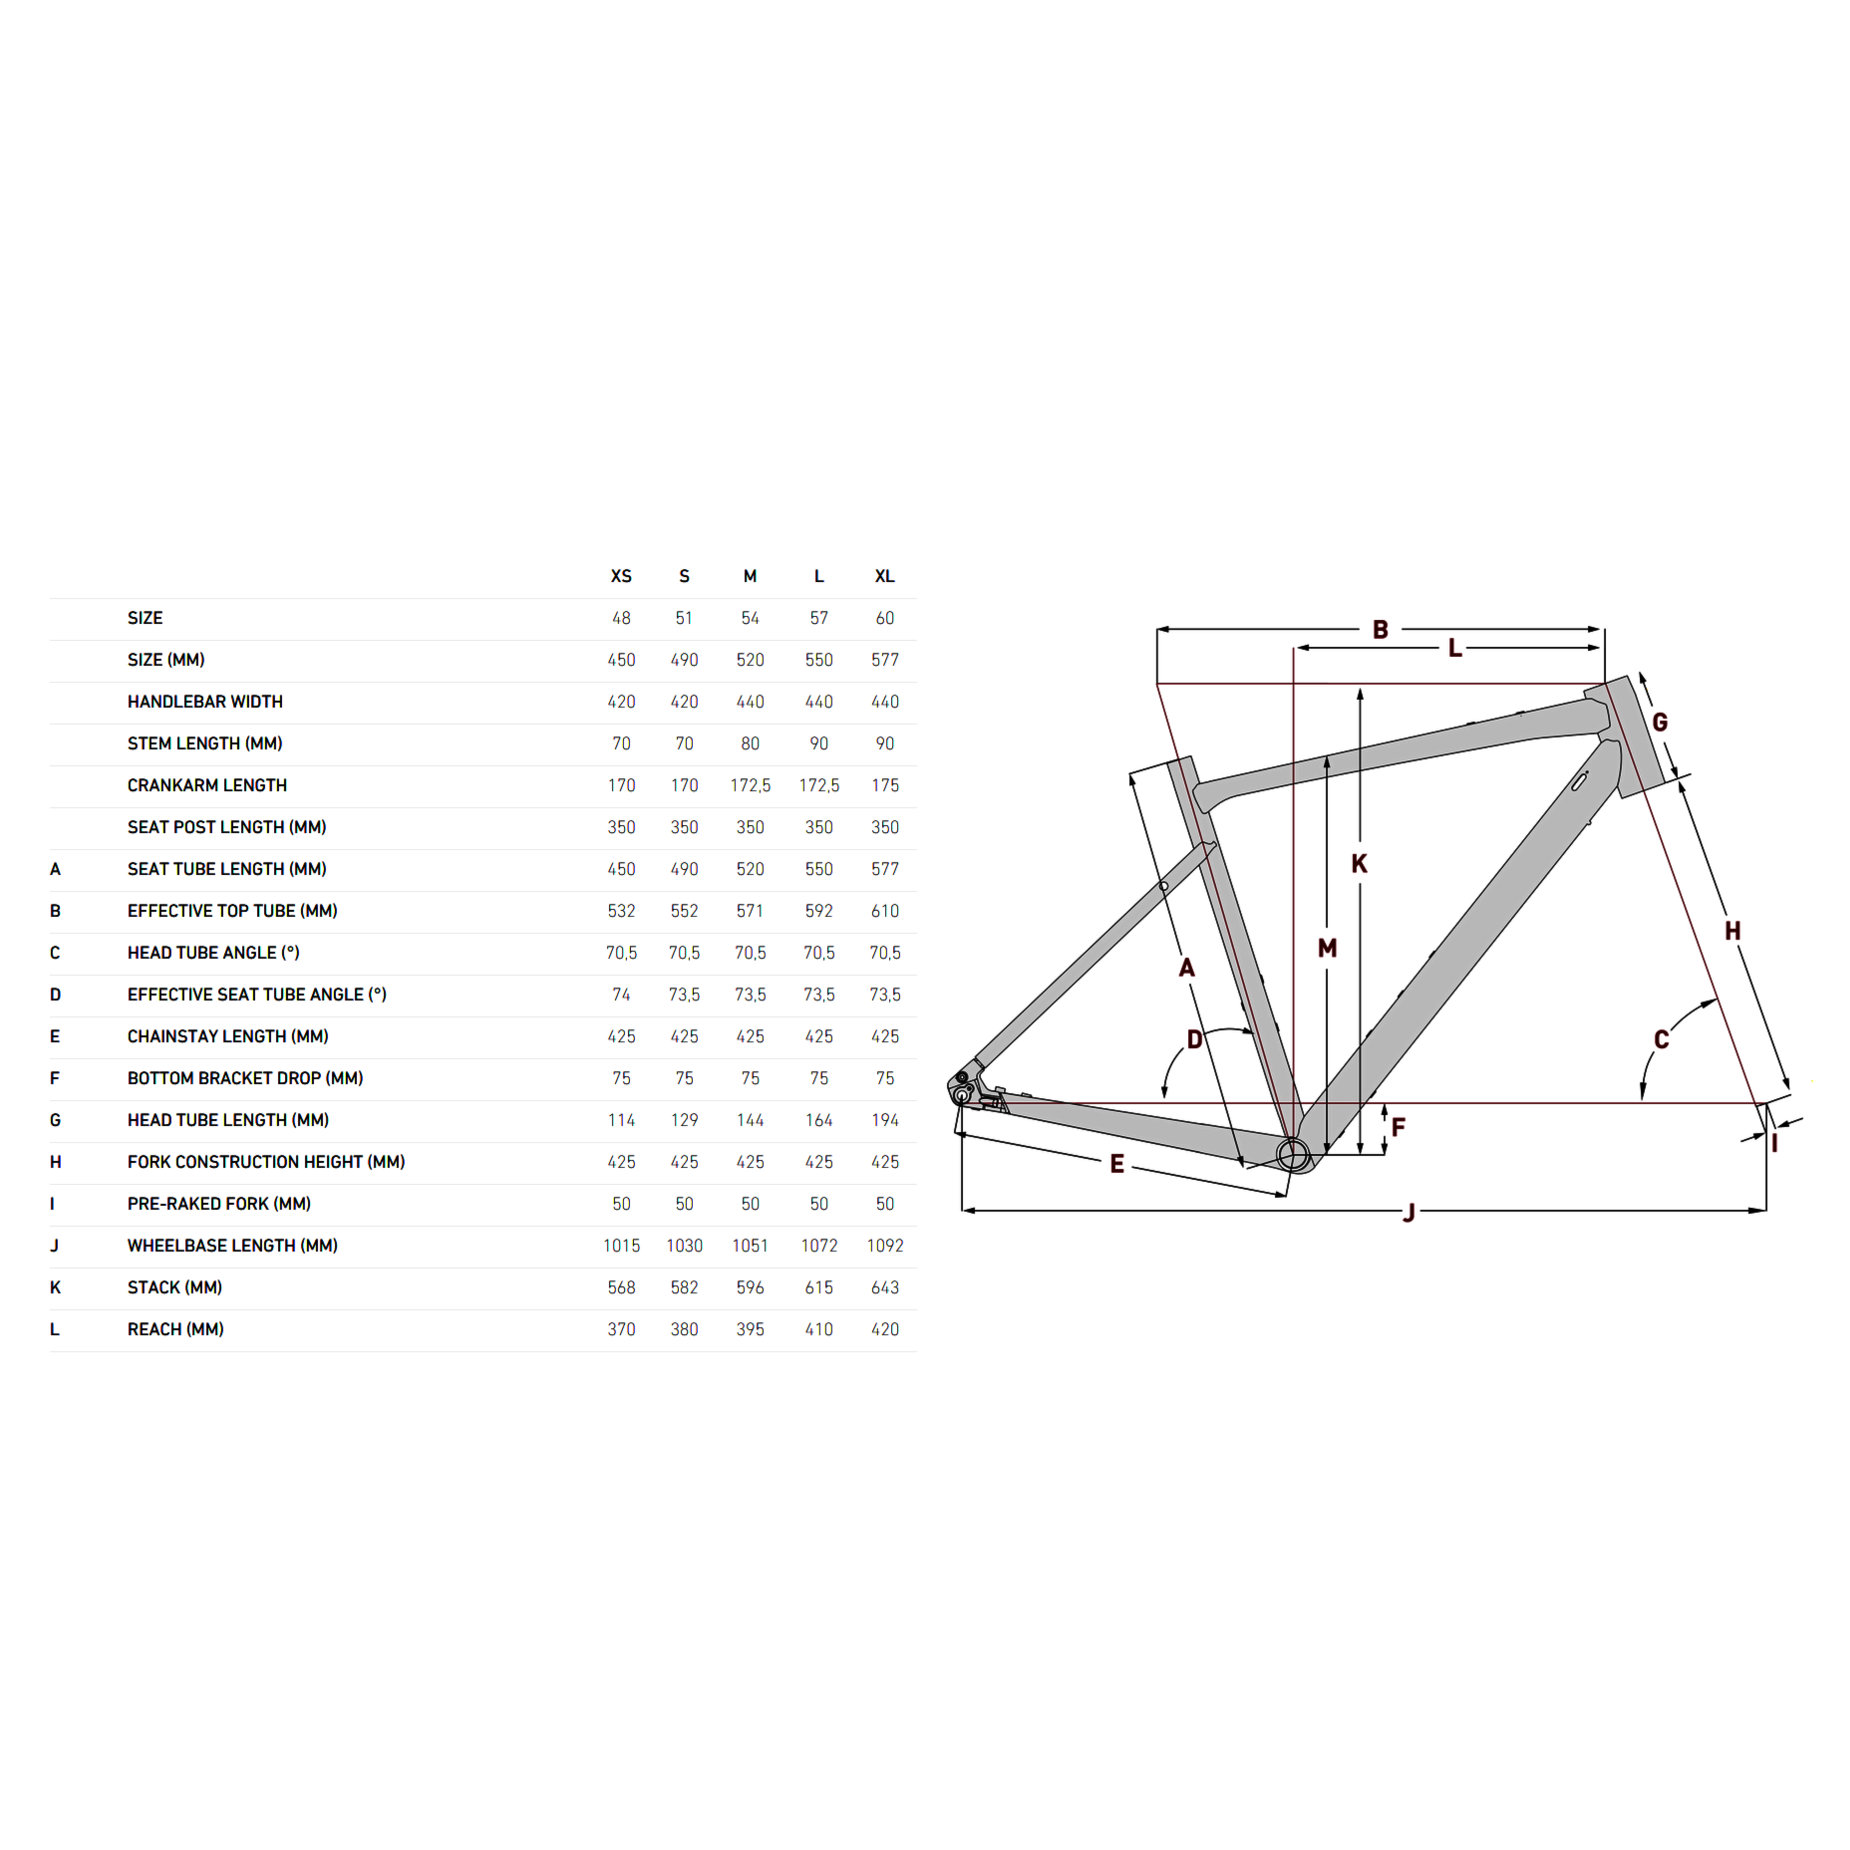 XS S M L XL
SIZE 48 51 54 57 60
SIZE (MM) 450 490 520 550 577
HANDLEBAR WIDTH 420 420 440 440 440
STEM LENGTH (MM) 70 70 80 90 90
CRANKARM LENGTH 170 170 172,5 172,5 175
SEAT POST LENGTH (MM) 350 350 350 350 350
A SEAT TUBE LENGTH (MM) 450 490 520 550 577
B EFFECTIVE TOP TUBE (MM) 532 552 571 592 610
C HEAD TUBE ANGLE (°) 70,5 70,5 70,5 70,5 70,5
D EFFECTIVE SEAT TUBE ANGLE (°) 74 73,5 73,5 73,5 73,5
E CHAINSTAY LENGTH (MM) 425 425 425 425 425
F BOTTOM BRACKET DROP (MM) 75 75 75 75 75
G HEAD TUBE LENGTH (MM) 114 129 144 164 194
H FORK CONSTRUCTION HEIGHT (MM) 425 425 425 425 425
I PRE-RAKED FORK (MM) 50 50 50 50 50
J WHEELBASE LENGTH (MM) 1015 1030 1051 1072 1092
K STACK (MM) 568 582 596 615 643
L REACH (MM) 370 380 395 410 420
B
L
G
K
H
M
A
D
C
F
I
E
J